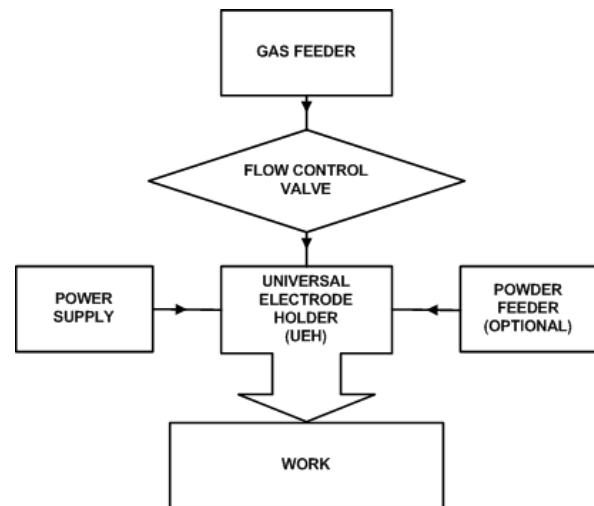 GAS FEEDER
FLOW CONTROL
VALVE
POWER
SUPPLY
UNIVERSAL
ELECTRODE
HOLDER
(UEH)
POWDER
FEEDER
(OPTIONAL)
WORK